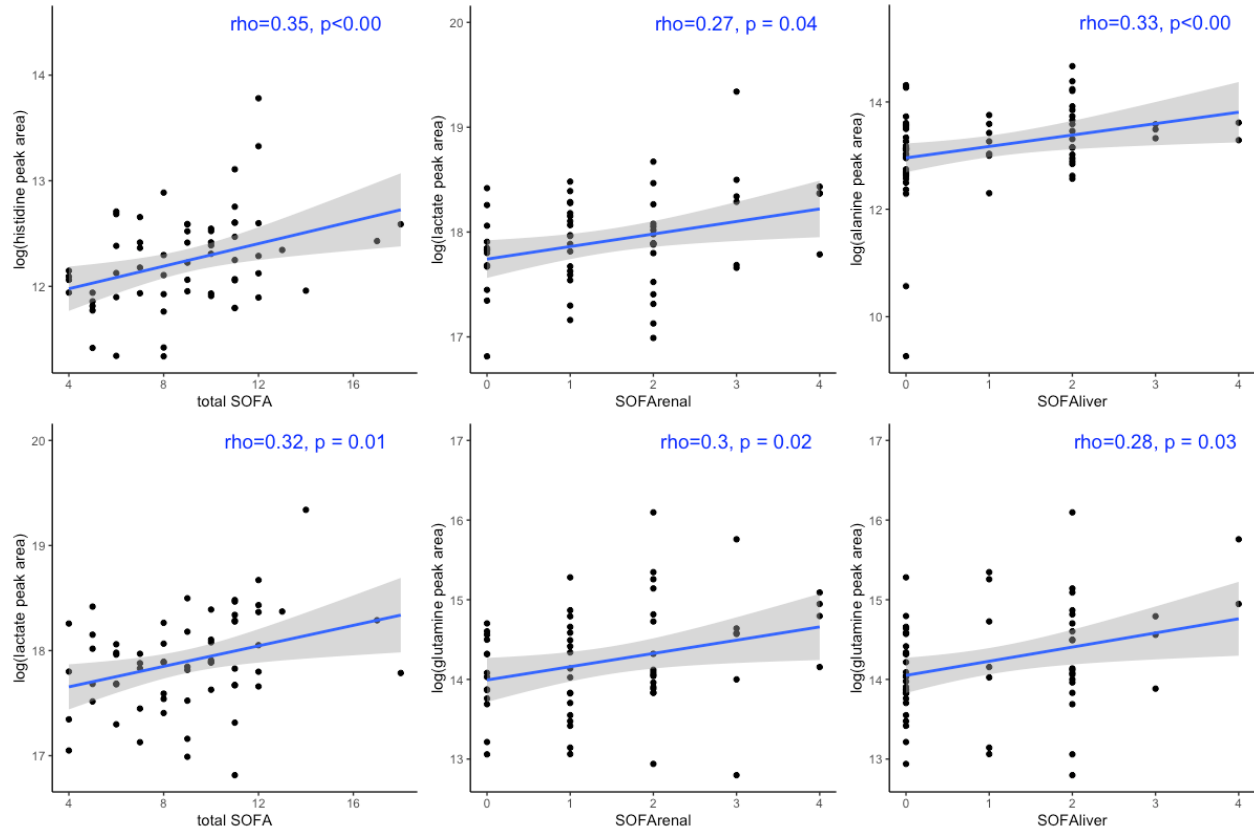 rho=0.35, p<0.00
log(histidine peak area)
14
13
12
4 8 12 16
total SOFA
rho=0.27, p = 0.04
log(lactate peak area)
20
19
18
17
0 1 2 3 4
SOFArenal
rho=0.33, p<0.00
log(alanine peak area)
14
13
12
10
0 1 2 3 4
SOFAliver
rho=0.32, p = 0.01
log(lactate peak area)
20
19
18
17
4 8 12 16
total SOFA
rho=0.3, p = 0.02
log(glutamine peak area)
17
16
15
14
13
0 1 2 3 4
SOFArenal
rho=0.28, p = 0.03
log(glutamine peak area)
17
16
15
14
13
0 1 2 3 4
SOFAliver